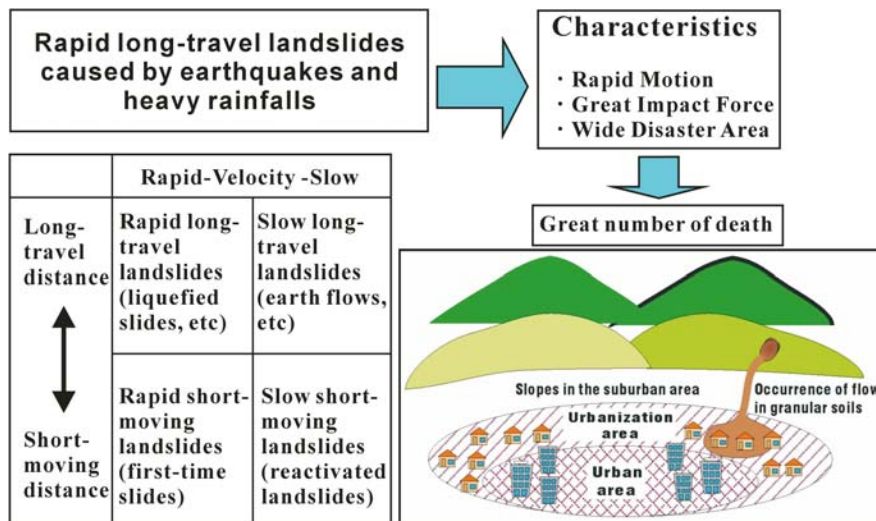 Rapid long-travel landslides
caused by earthquakes and
heavy rainfalls
Characteristics
· Rapid Motion
· Great Impact Force
· Wide Disaster Area
Great number of death
Rapid-Velocity -Slow
Long-
travel
distance
Rapid long-
travel
landslides
(liquefied
slides, etc)
Slow long-
travel
landslides
(earth flows,
etc)
Short-
moving
distance
Rapid short-
moving
landslides
(first-time
slides)
Slow short-
moving
landslides
(reactivated
landslides)
Slopes in the suburban area
Occurrence of flow
in granular soils
Urbanization
area
Urban
area